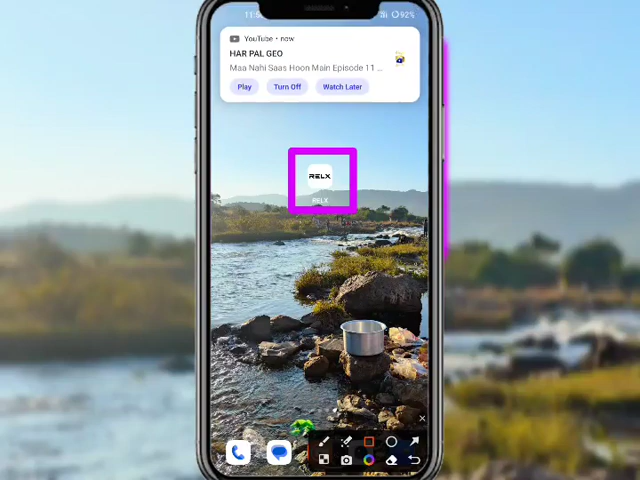 92%
YouTube • now
HAR PAL GEO
Maa Nahi Saas Hoon Main Episode 11 ...
Play Turn Off Watch Later
RELX
RELX